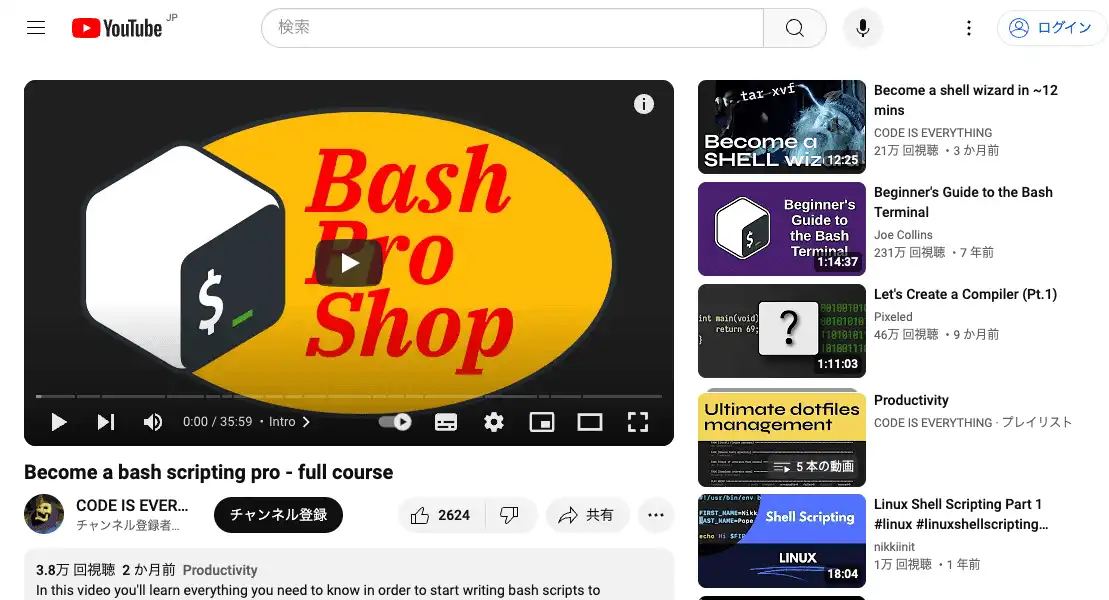 YouTube JP
検索
ログイン
Bash
Pro
Shop
$_
0:00 / 35:59 • Intro
Become a bash scripting pro - full course
CODE IS EVER...
チャンネル登録者...
チャンネル登録
2624
共有
3.8万 回視聴 2 か月前 Productivity
In this video you'll learn everything you need to know in order to start writing bash scripts to
tar xvf
Become a
SHELL wiz
12:25
Become a shell wizard in ~12
mins
CODE IS EVERYTHING
21万 回視聴 ・3 か月前
Beginner's
Guide to
the Bash
Terminal
1:14:37
Beginner's Guide to the Bash
Terminal
Joe Collins
231万 回視聴 ・7 年前
int main(void)
return 69;
}
?
1:11:03
Let's Create a Compiler (Pt.1)
Pixeled
46万 回視聴 ・9 か月前
Ultimate dotfiles
management
5 本の動画
Productivity
CODE IS EVERYTHING · プレイリスト
#!/usr/bin/env b
FIRST_NAME=Nikk
LAST_NAME=Pope
echo Hi $FIR
Shell Scripting
LINUX
18:04
Linux Shell Scripting Part 1
#linux #linuxshellscripting...
nikkiinit
1万 回視聴 ・1 年前